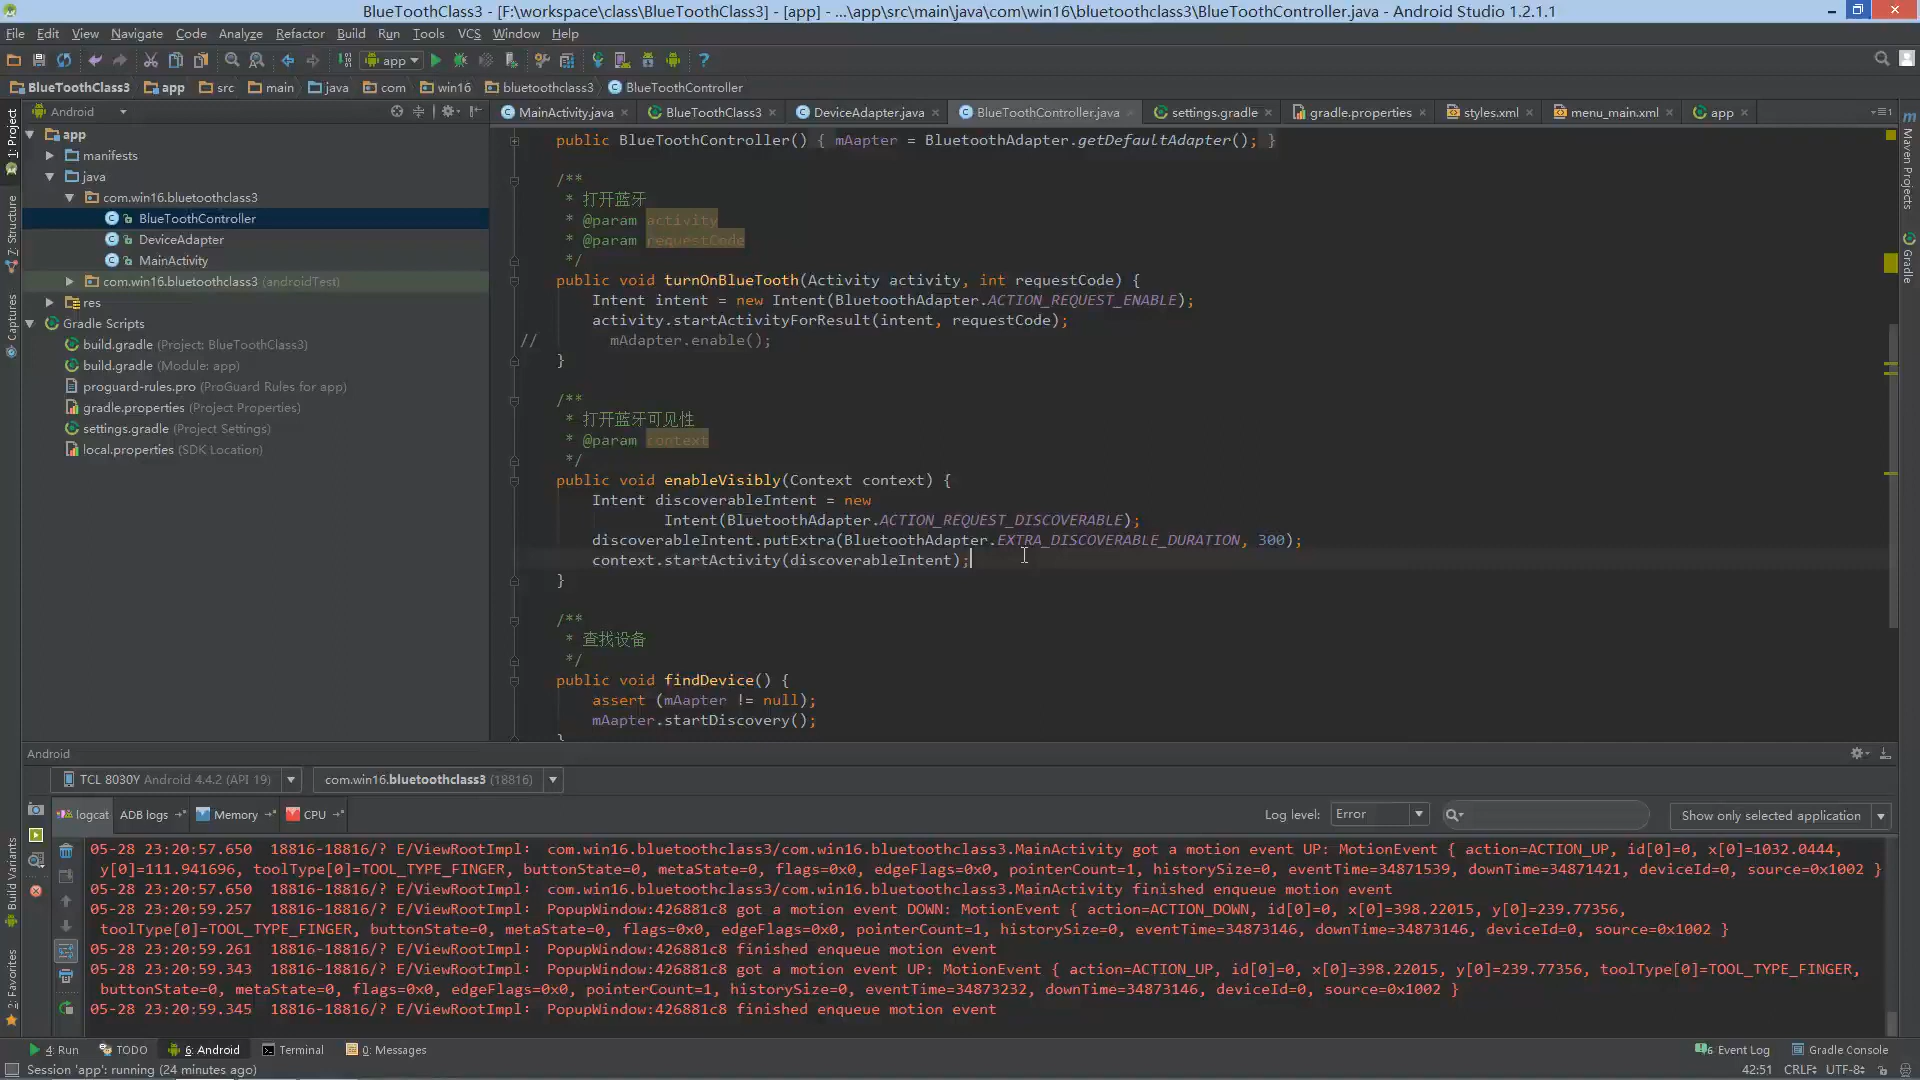 BlueToothClass3 - [F:\workspace\class\BlueToothClass3] - [app] - ...\app\src\main\java\com\win16\bluetoothclass3\BlueToothController.java - Android Studio 1.2.1.1
File Edit View Navigate Code Analyze Refactor Build Run Tools VCS Window Help
app
BlueToothClass3 app src main java com win16 bluetoothclass3 BlueToothController
Android
MainActivity.java BlueToothClass3 DeviceAdapter.java BlueToothController.java settings.gradle gradle.properties styles.xml menu_main.xml app
1: Project
Z: Structure
Captures
Build Variants
2: Favorites
Maven Projects
Gradle
app
manifests
java
com.win16.bluetoothclass3
BlueToothController
DeviceAdapter
MainActivity
com.win16.bluetoothclass3 (androidTest)
res
Gradle Scripts
build.gradle (Project: BlueToothClass3)
build.gradle (Module: app)
proguard-rules.pro (ProGuard Rules for app)
gradle.properties (Project Properties)
settings.gradle (Project Settings)
local.properties (SDK Location)
public BlueToothController() { mAapter = BluetoothAdapter.getDefaultAdapter(); }
/**
* 打开蓝牙
* @param activity
* @param requestCode
*/
public void turnOnBlueTooth(Activity activity, int requestCode) {
Intent intent = new Intent(BluetoothAdapter.ACTION_REQUEST_ENABLE);
activity.startActivityForResult(intent, requestCode);
// mAdapter.enable();
}
/**
* 打开蓝牙可见性
* @param context
*/
public void enableVisibly(Context context) {
Intent discoverableIntent = new
Intent(BluetoothAdapter.ACTION_REQUEST_DISCOVERABLE);
discoverableIntent.putExtra(BluetoothAdapter.EXTRA_DISCOVERABLE_DURATION, 300);
context.startActivity(discoverableIntent);
}
/**
* 查找设备
*/
public void findDevice() {
assert (mAapter != null);
mAapter.startDiscovery();
}
Android
TCL 8030Y Android 4.4.2 (API 19) com.win16.bluetoothclass3 (18816)
logcat ADB logs Memory CPU Log level: Error Show only selected application
05-28 23:20:57.650 18816-18816/? E/ViewRootImpl: com.win16.bluetoothclass3/com.win16.bluetoothclass3.MainActivity got a motion event UP: MotionEvent { action=ACTION_UP, id[0]=0, x[0]=1032.0444,
y[0]=111.941696, toolType[0]=TOOL_TYPE_FINGER, buttonState=0, metaState=0, flags=0x0, edgeFlags=0x0, pointerCount=1, historySize=0, eventTime=34871539, downTime=34871421, deviceId=0, source=0x1002 }
05-28 23:20:57.650 18816-18816/? E/ViewRootImpl: com.win16.bluetoothclass3/com.win16.bluetoothclass3.MainActivity finished enqueue motion event
05-28 23:20:59.257 18816-18816/? E/ViewRootImpl: PopupWindow:426881c8 got a motion event DOWN: MotionEvent { action=ACTION_DOWN, id[0]=0, x[0]=398.22015, y[0]=239.77356,
toolType[0]=TOOL_TYPE_FINGER, buttonState=0, metaState=0, flags=0x0, edgeFlags=0x0, pointerCount=1, historySize=0, eventTime=34873146, downTime=34873146, deviceId=0, source=0x1002 }
05-28 23:20:59.261 18816-18816/? E/ViewRootImpl: PopupWindow:426881c8 finished enqueue motion event
05-28 23:20:59.343 18816-18816/? E/ViewRootImpl: PopupWindow:426881c8 got a motion event UP: MotionEvent { action=ACTION_UP, id[0]=0, x[0]=398.22015, y[0]=239.77356, toolType[0]=TOOL_TYPE_FINGER,
buttonState=0, metaState=0, flags=0x0, edgeFlags=0x0, pointerCount=1, historySize=0, eventTime=34873232, downTime=34873146, deviceId=0, source=0x1002 }
05-28 23:20:59.345 18816-18816/? E/ViewRootImpl: PopupWindow:426881c8 finished enqueue motion event
4: Run TODO 6: Android Terminal 0: Messages 6 Event Log Gradle Console
Session 'app': running (24 minutes ago) 42:51 CRLF UTF-8